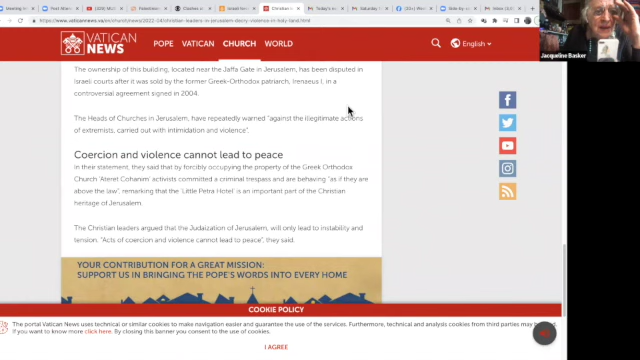 Christian l
Today's n
Saturday
Inbox
VATICAN
NEWS
POPE VATICAN CHURCH WORLD
English
Jacqueline Basker
The ownership of this building, located near the Jaffa Gate in Jerusalem, has been disputed in
Israeli courts after it was sold by the former Greek-Orthodox patriarch, Irenaeus I. in a
controversial agreement signed in 2004.
The Heads of Churches in Jerusalem, have repeatedly warned "against the illegitimate actions
of extremists, carried out with intimidation and violence".
Coercion and violence cannot lead to peace
In their statement, they said that by forcibly occupying the property of the Greek Orthodox
Church 'Ateret Cohanim' activists committed a criminal trespass and are behaving "as if they are
above the law", remarking that the 'Little Petra Hotel' is an important part of the Christian
heritage of Jerusalem.
The Christian leaders argued that the Judaization of Jerusalem, will only lead to instability and
tension. "Acts of coercion and violence cannot lead to peace", they said.
YOUR CONTRIBUTION FOR A GREAT MISSION:
SUPPORT US IN BRINGING THE POPE'S WORDS INTO EVERY HOME
COOKIE POLICY
The portal Vatican News uses technical or similar cookies to make navigation easier and guarantee the use of the services. Furthermore, technical and analysis cookies from third parties may
If you want to know more click here. By closing this banner you consent to the use of cookies.
I AGREE